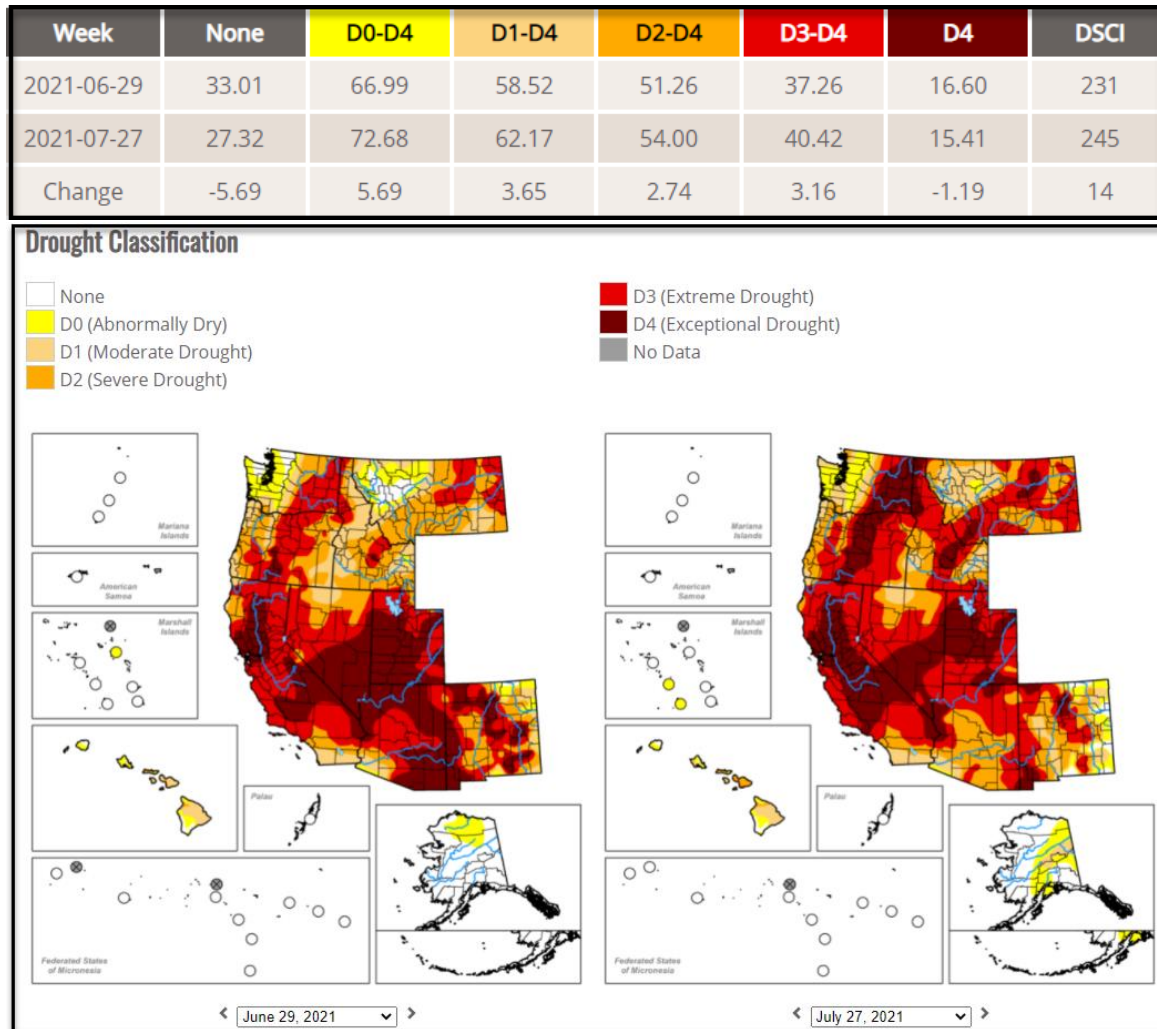 Week None D0-D4 D1-D4 D2-D4 D3-D4 D4 DSCI
2021-06-29 33.01 66.99 58.52 51.26 37.26 16.60 231
2021-07-27 27.32 72.68 62.17 54.00 40.42 15.41 245
Change -5.69 5.69 3.65 2.74 3.16 -1.19 14
Drought Classification
None
D0 (Abnormally Dry)
D1 (Moderate Drought)
D2 (Severe Drought)
D3 (Extreme Drought)
D4 (Exceptional Drought)
No Data
Mariana
Islands
American
Samoa
Marshall
Islands
Palau
Federated States
of Micronesia
< June 29, 2021 >
Mariana
Islands
American
Samoa
Marshall
Islands
Palau
Federated States
of Micronesia
< July 27, 2021 >